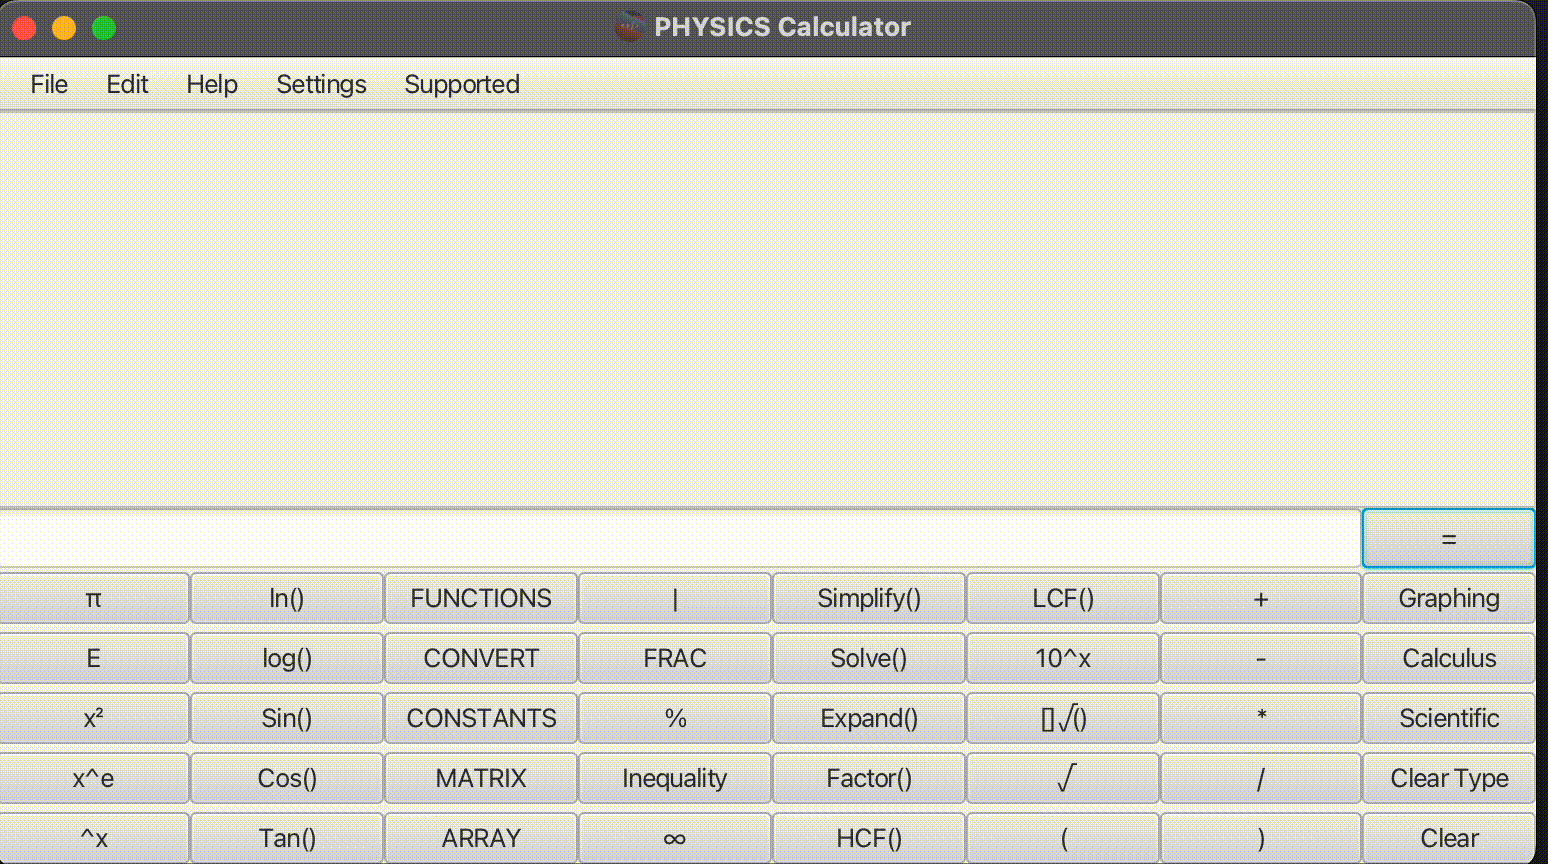 PHYSICS Calculator
File Edit Help Settings Supported
=
π ln() FUNCTIONS | Simplify() LCF() + Graphing
E log() CONVERT FRAC Solve() 10^x - Calculus
x² Sin() CONSTANTS % Expand() []√() * Scientific
x^e Cos() MATRIX Inequality Factor() √ / Clear Type
^x Tan() ARRAY ∞ HCF() ( ) Clear